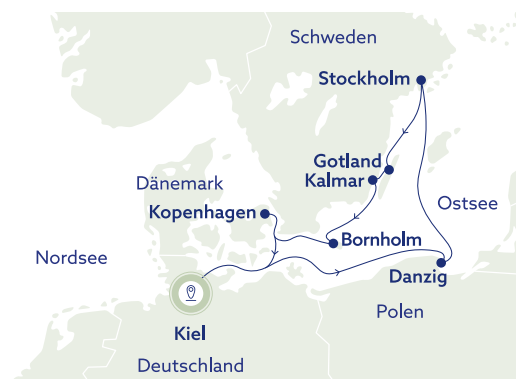 Schweden
Stockholm
Gotland
Kalmar
Dänemark
Kopenhagen
Ostsee
Bornholm
Nordsee
Danzig
Polen
Kiel
Deutschland